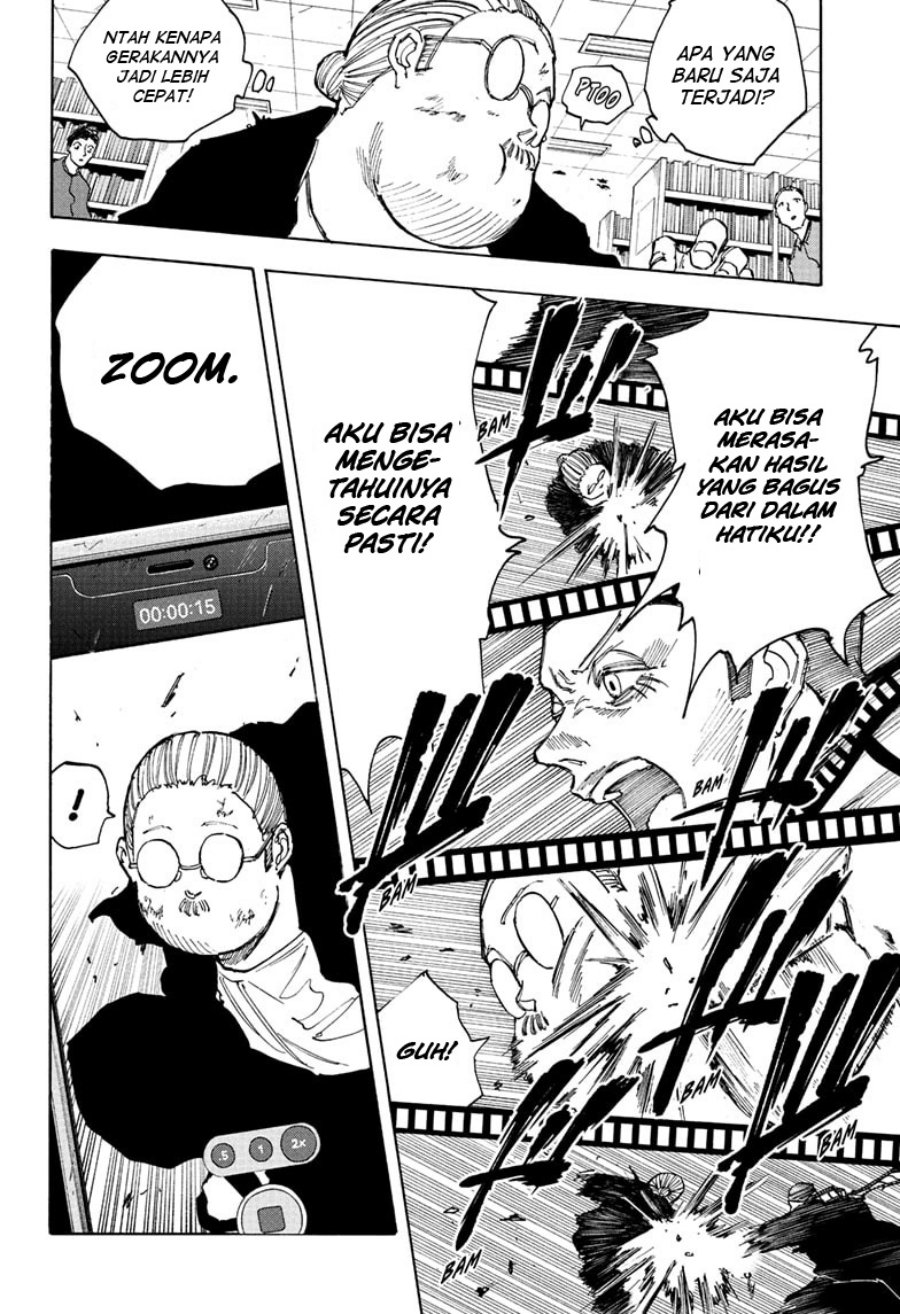 APA YANG
BARU SAJA
TERJADI?
PTOO
NTAH KENAPA
GERAKANNYA
JADI LEBIH
CEPAT!
AKU BISA
MERASA-
KAN HASIL
YANG BAGUS
DARI DALAM
HATIKU!!
BAM
AKU BISA
MENGE-
TAHUINYA
SECARA
PASTI!
BAM
BAM
GUH!
BAM
BAM
BAM
ZOOM.
00:00:15
!
.5
1
2x